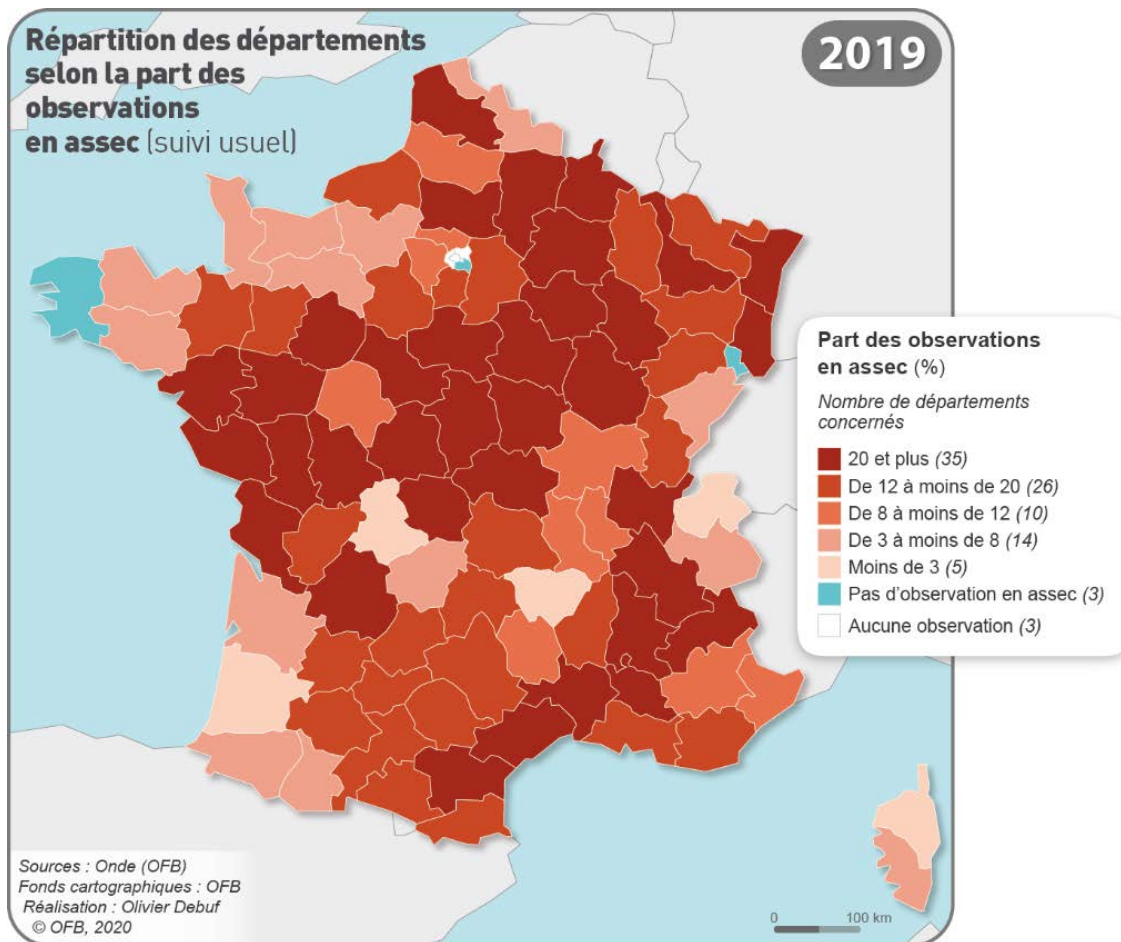 Répartition des départements
selon la part des
observations
en assec (suivi usuel)
2019
Part des observations
en assec (%)
Nombre de départements
concernés
20 et plus (35)
De 12 à moins de 20 (26)
De 8 à moins de 12 (10)
De 3 à moins de 8 (14)
Moins de 3 (5)
Pas d'observation en assec (3)
Aucune observation (3)
Sources : Onde (OFB)
Fonds cartographiques : OFB
Réalisation : Olivier Debuf
© OFB, 2020
0 100 km